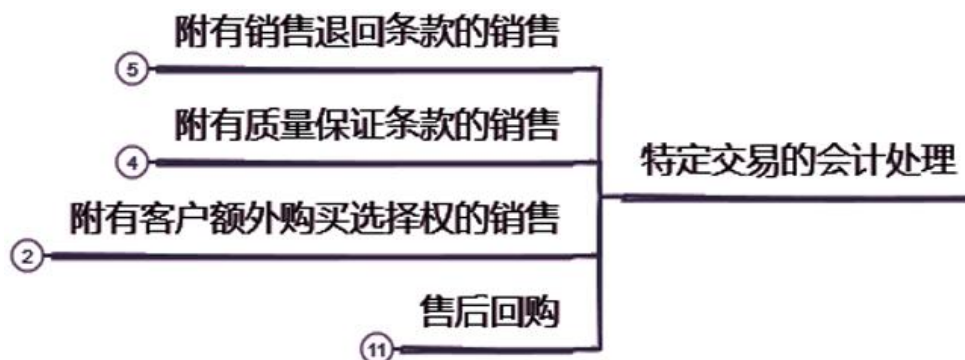 附有销售退回条款的销售
5
附有质量保证条款的销售
4
特定交易的会计处理
附有客户额外购买选择权的销售
2
售后回购
11